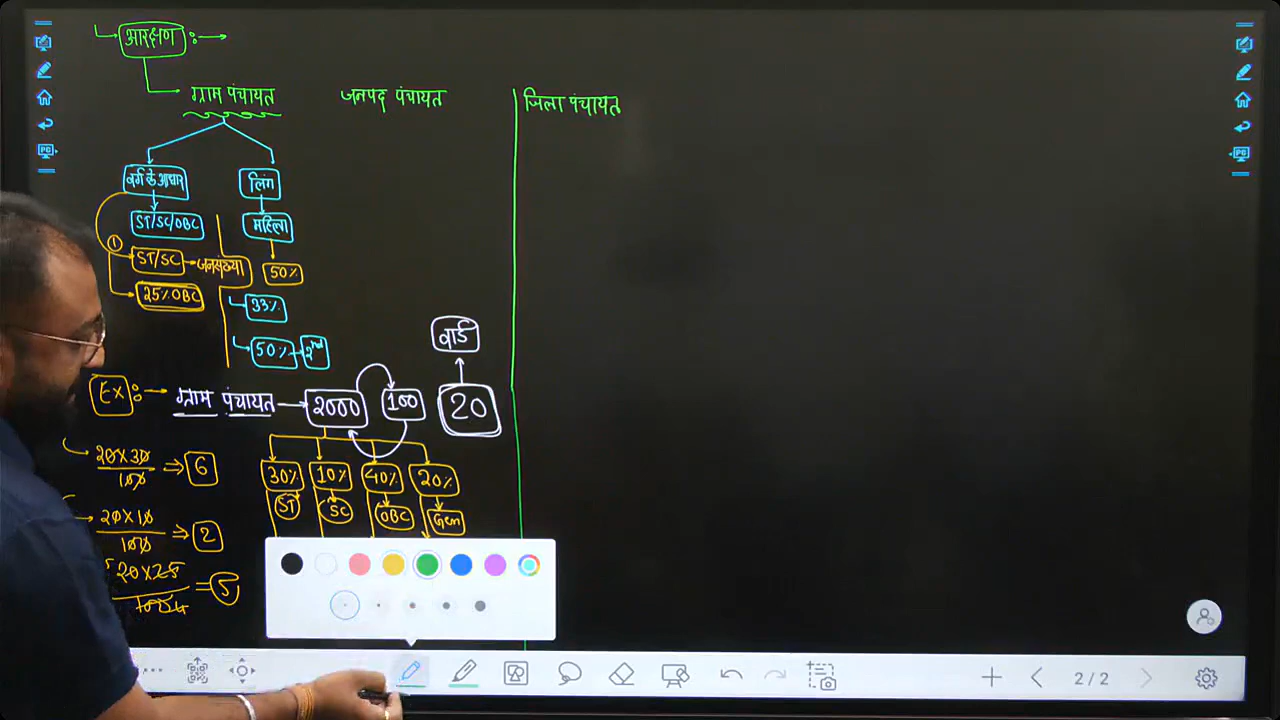 आरक्षण :→
ग्राम पंचायत जनपद पंचायत जिला पंचायत
वर्ग के आधार लिंग
ST/SC/OBC महिला
① ST/SC → जनसंख्या 50%
25% OBC 33%
50% → 2nd
वार्ड
Ex :→ ग्राम पंचायत → 2000 100 20
20×30/100 ⇒ 6 30% 10% 40% 20%
ST SC OBC Gen
20×10/100 ⇒ 2
20×25/100 = 5
2/2